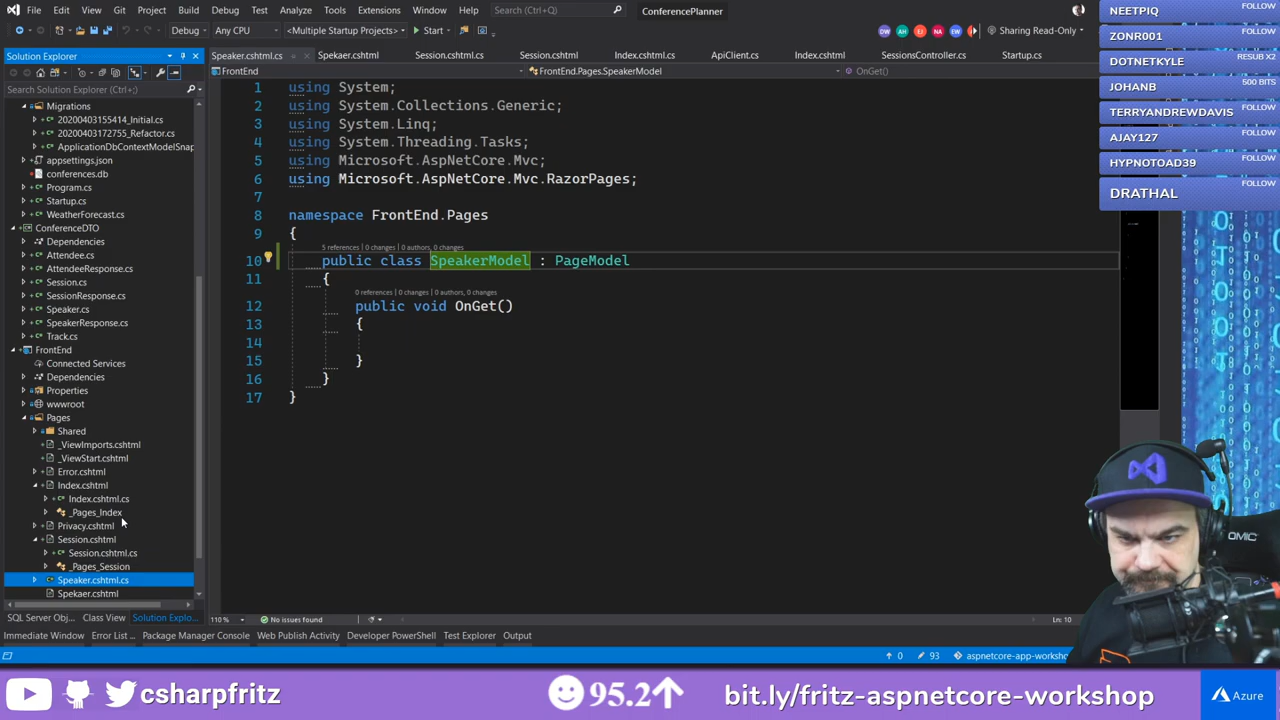 File Edit View Git Project Build Debug Test Analyze Tools Extensions Window Help Search (Ctrl+Q) ConferencePlanner
Debug Any CPU <Multiple Startup Projects> Start DW AH EJ NA EW Sharing Read-Only
Solution Explorer
Search Solution Explorer (Ctrl+;)
Migrations
20200403155414_Initial.cs
20200403172755_Refactor.cs
ApplicationDbContextModelSnap
appsettings.json
conferences.db
Program.cs
Startup.cs
WeatherForecast.cs
ConferenceDTO
Dependencies
Attendee.cs
AttendeeResponse.cs
Session.cs
SessionResponse.cs
Speaker.cs
SpeakerResponse.cs
Track.cs
FrontEnd
Connected Services
Dependencies
Properties
wwwroot
Pages
Shared
_ViewImports.cshtml
_ViewStart.cshtml
Error.cshtml
Index.cshtml
Index.cshtml.cs
_Pages_Index
Privacy.cshtml
Session.cshtml
Session.cshtml.cs
_Pages_Session
Speaker.cshtml.cs
Spekaer.cshtml
SQL Server Obj... Class View Solution Explo...
Speaker.cshtml.cs Spekaer.cshtml Session.cshtml.cs Session.cshtml Index.cshtml.cs ApiClient.cs Index.cshtml SessionsController.cs Startup.cs
FrontEnd FrontEnd.Pages.SpeakerModel OnGet()
1 using System;
2 using System.Collections.Generic;
3 using System.Linq;
4 using System.Threading.Tasks;
5 using Microsoft.AspNetCore.Mvc;
6 using Microsoft.AspNetCore.Mvc.RazorPages;
7
8 namespace FrontEnd.Pages
9 {
5 references | 0 changes | 0 authors, 0 changes
10 public class SpeakerModel : PageModel
11 {
0 references | 0 changes | 0 authors, 0 changes
12 public void OnGet()
13 {
14
15 }
16 }
17 }
110 % No issues found Ln: 10
Immediate Window Error List ... Package Manager Console Web Publish Activity Developer PowerShell Test Explorer Output
0 93 aspnetcore-app-worksho
NEETPIQ FOLLOW
ZONR001 FOLLOW
DOTNETKYLE RESUB X2
JOHANB 500 BITS
TERRYANDREWDAVIS FOLLOW
AJAY127 FOLLOW
HYPNOTOAD39 FOLLOW
DRATHAL FOLLOW
OMIC
csharpfritz 95.2 bit.ly/fritz-aspnetcore-workshop Azure